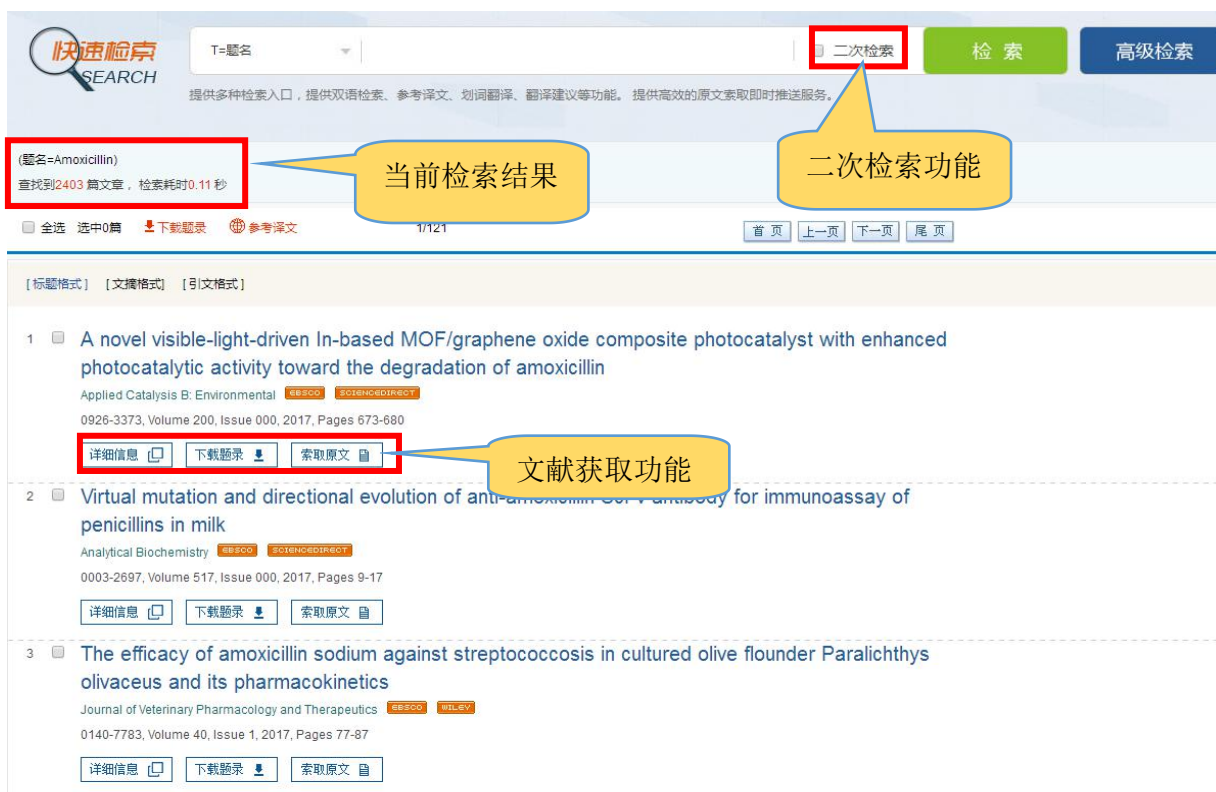 快速检索
SEARCH
T=题名
二次检索
检 索
高级检索
提供多种检索入口，提供双语检索、参考译文、划词翻译、翻译建议等功能。 提供高效的原文索取即时推送服务。
(题名=Amoxicillin)
查找到2403 篇文章，检索耗时0.11 秒
当前检索结果
二次检索功能
全选 选中0篇 下载题录 参考译文 1/121 首 页 上一页 下一页 尾 页
[标题格式] [文摘格式] [引文格式]
1 A novel visible-light-driven In-based MOF/graphene oxide composite photocatalyst with enhanced
photocatalytic activity toward the degradation of amoxicillin
Applied Catalysis B: Environmental EBSCO SCIENCEDIRECT
0926-3373, Volume 200, Issue 000, 2017, Pages 673-680
详细信息 下载题录 索取原文
文献获取功能
2 Virtual mutation and directional evolution of anti-amoxicillin antibody for immunoassay of
penicillins in milk
Analytical Biochemistry EBSCO SCIENCEDIRECT
0003-2697, Volume 517, Issue 000, 2017, Pages 9-17
详细信息 下载题录 索取原文
3 The efficacy of amoxicillin sodium against streptococcosis in cultured olive flounder Paralichthys
olivaceus and its pharmacokinetics
Journal of Veterinary Pharmacology and Therapeutics EBSCO WILEY
0140-7783, Volume 40, Issue 1, 2017, Pages 77-87
详细信息 下载题录 索取原文